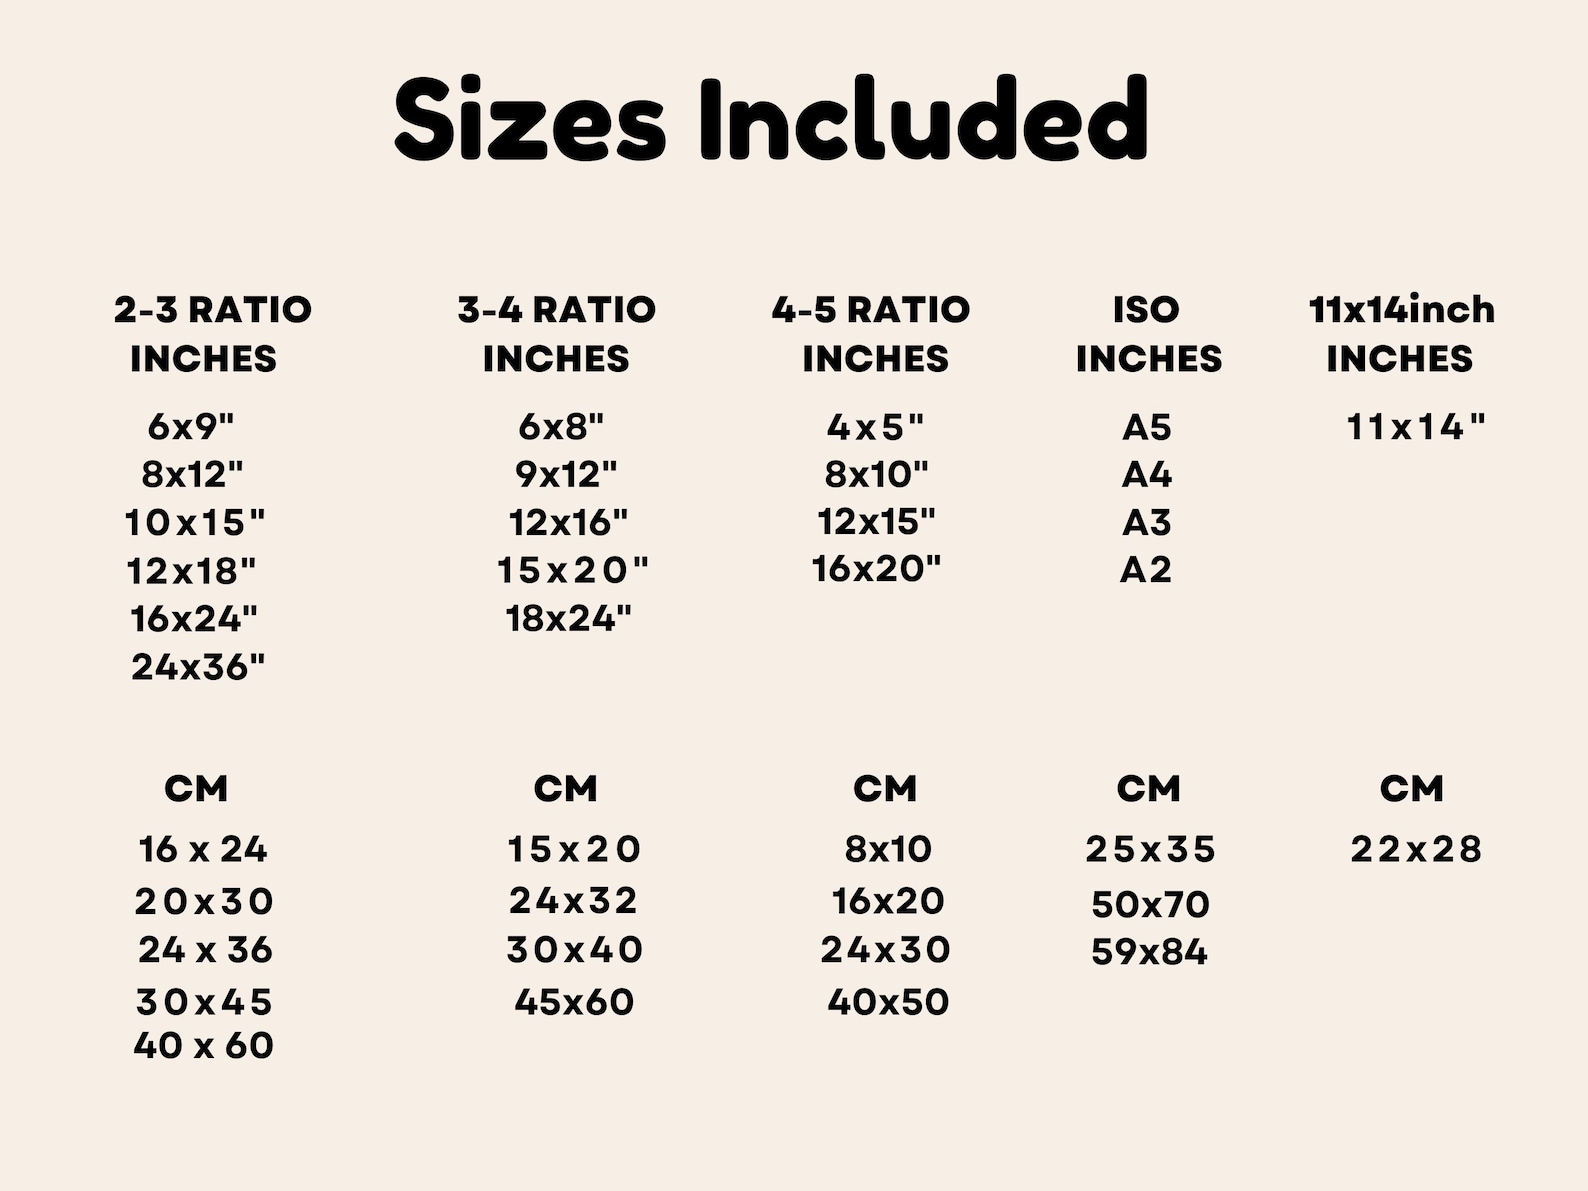 Sizes Included
2-3 RATIO
INCHES
6x9"
8x12"
10x15"
12x18"
16x24"
24x36"
3-4 RATIO
INCHES
6x8"
9x12"
12x16"
15x20"
18x24"
4-5 RATIO
INCHES
4x5"
8x10"
12x15"
16x20"
ISO
INCHES
A5
A4
A3
A2
11x14inch
INCHES
11x14"
CM
16 x 24
20x30
24 x 36
30x45
40 x 60
CM
15x20
24x32
30x40
45x60
CM
8x10
16x20
24x30
40x50
CM
25x35
50x70
59x84
CM
22x28